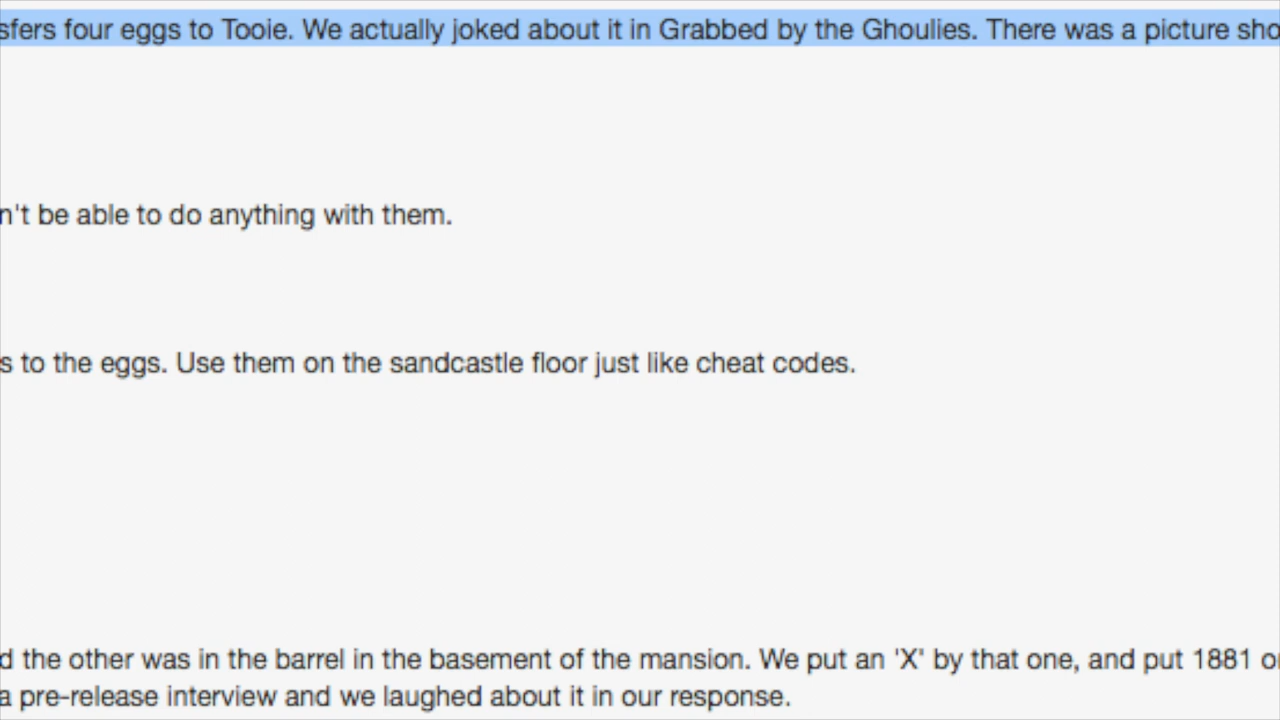 sfers four eggs to Tooie. We actually joked about it in Grabbed by the Ghoulies. There was a picture sho
n't be able to do anything with them.
s to the eggs. Use them on the sandcastle floor just like cheat codes.
d the other was in the barrel in the basement of the mansion. We put an 'X' by that one, and put 1881 o
a pre-release interview and we laughed about it in our response.